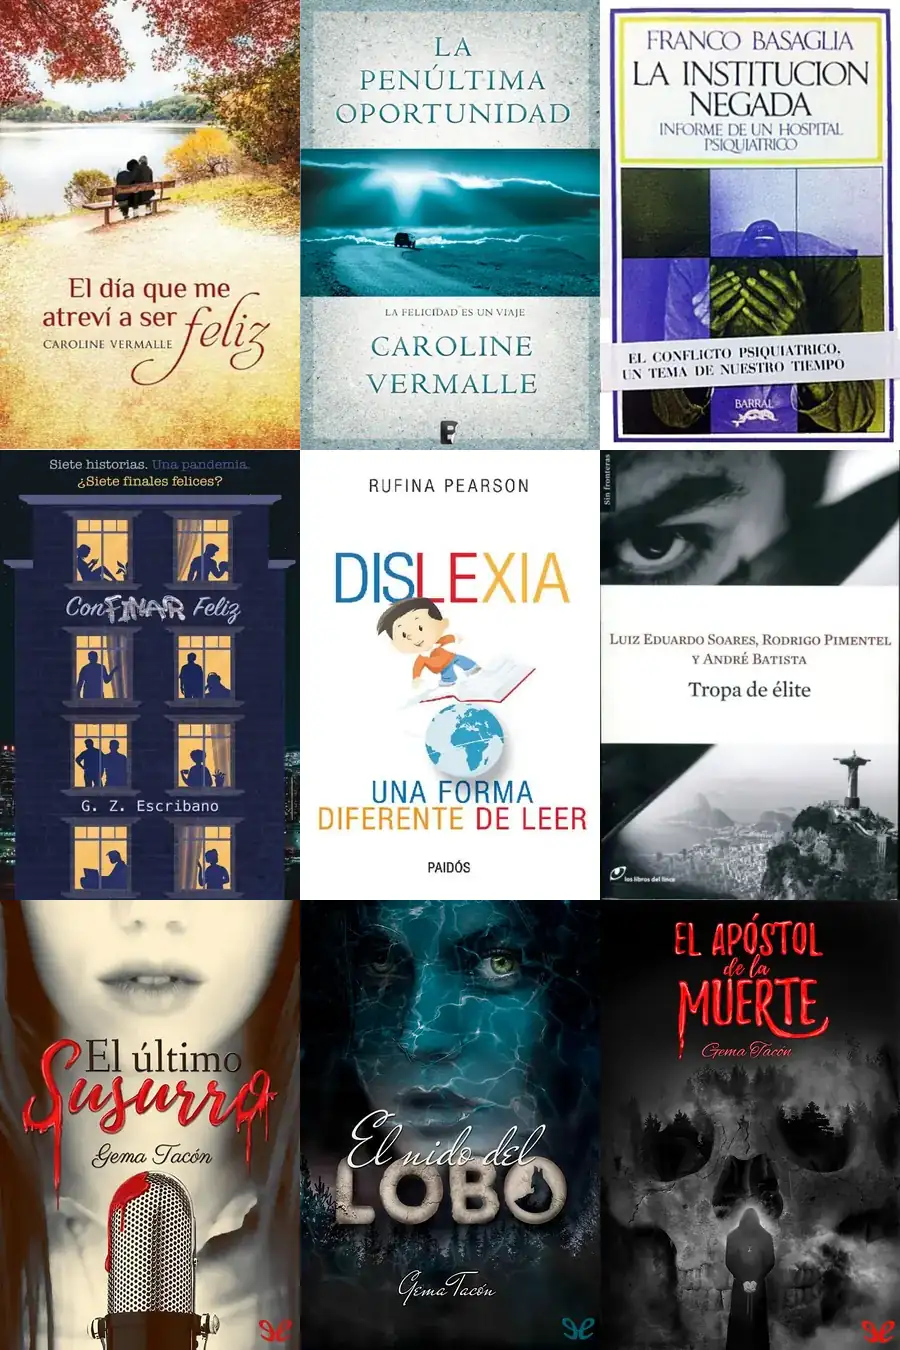 El día que me
atreví a ser feliz
CAROLINE VERMALLE
LA
PENÚLTIMA
OPORTUNIDAD
LA FELICIDAD ES UN VIAJE
CAROLINE
VERMALLE
B
FRANCO BASAGLIA
LA INSTITUCION
NEGADA
INFORME DE UN HOSPITAL
PSIQUIATRICO
EL CONFLICTO PSIQUIATRICO,
UN TEMA DE NUESTRO TIEMPO
BARRAL
Siete historias. Una pandemia.
¿Siete finales felices?
ConFINAR Feliz
G. Z. Escribano
RUFINA PEARSON
DISLEXIA
UNA FORMA
DIFERENTE DE LEER
PAIDÓS
Sin fronteras
LUIZ EDUARDO SOARES, RODRIGO PIMENTEL
Y ANDRÉ BATISTA
Tropa de élite
los libros del lince
El último
Susurro
Gema Tacón
El nido del
LOBO
Gema Tacón
EL APÓSTOL
de la
MUERTE
Gema Tacón